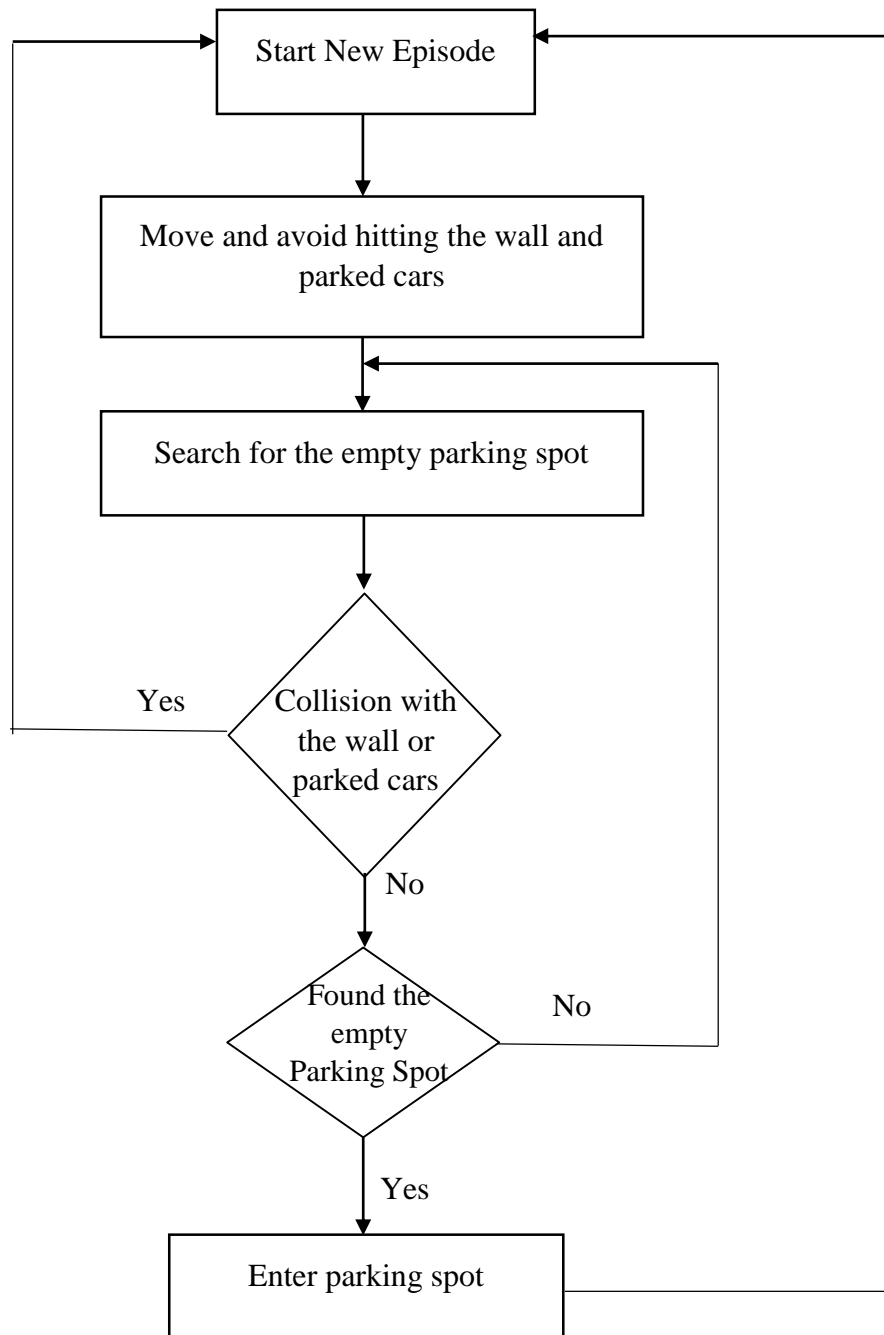 Start New Episode
Move and avoid hitting the wall and
parked cars
Search for the empty parking spot
Yes
Collision with
the wall or
parked cars
No
Found the
empty
Parking Spot
No
Yes
Enter parking spot